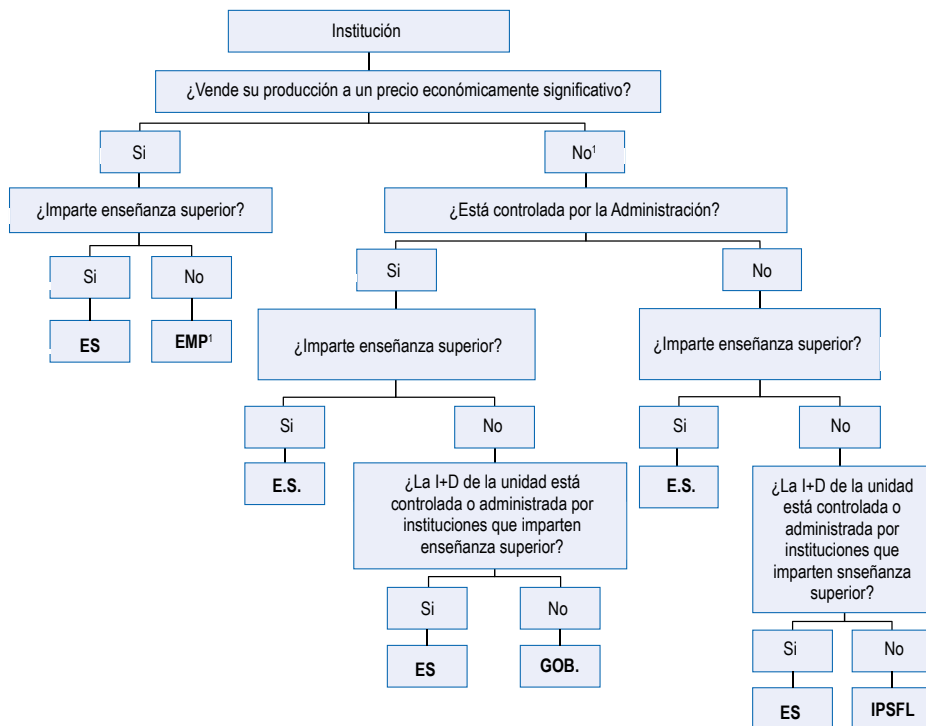 Institución
¿Vende su producción a un precio económicamente significativo?
Si
No¹
¿Imparte enseñanza superior?
¿Está controlada por la Administración?
Si
No
Si
No
ES
EMP¹
¿Imparte enseñanza superior?
¿Imparte enseñanza superior?
Si
No
Si
No
E.S.
¿La I+D de la unidad está
controlada o administrada por
instituciones que imparten
enseñanza superior?
E.S.
¿La I+D de la unidad
está controlada o
administrada por
instituciones que
imparten snseñanza
superior?
Si
No
ES
GOB.
Si
No
ES
IPSFL